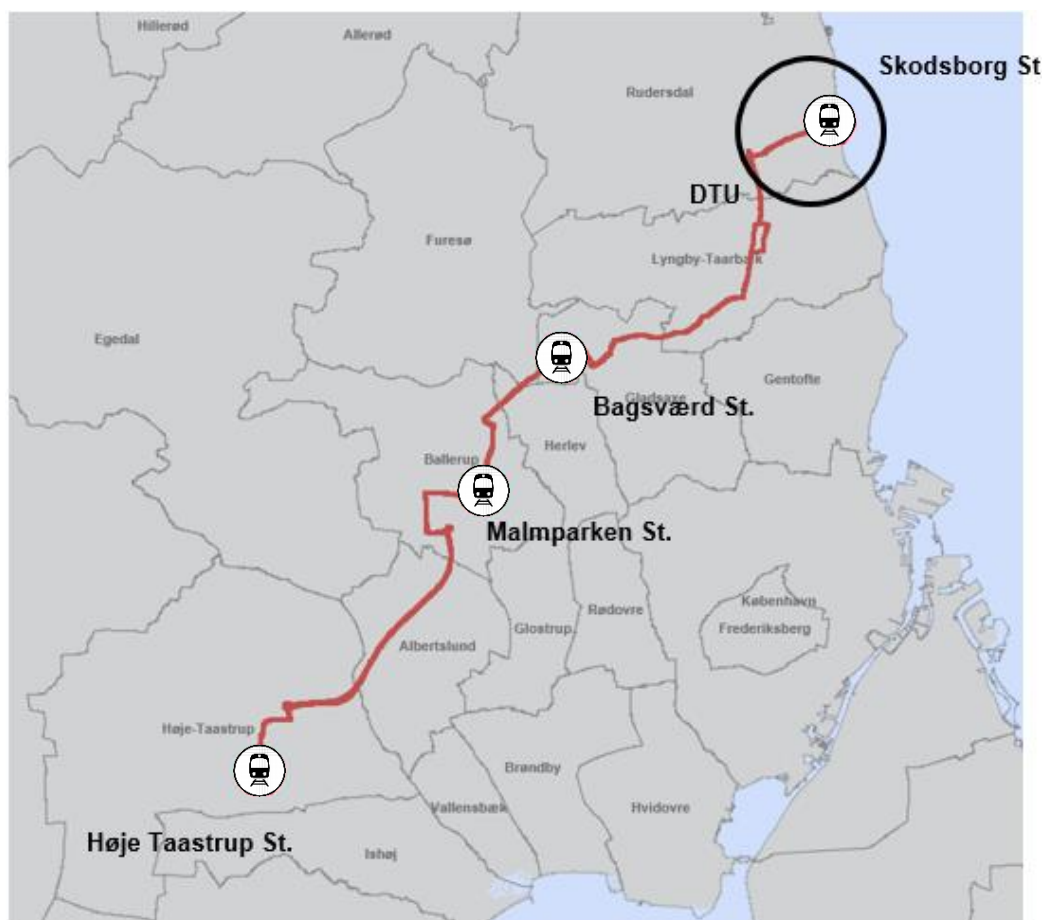 Hillerød
Allerød
Skodsborg St
Rudersdal
DTU
Furesø
Lyngby-Taarbæk
Egedal
Gentofte
Gladsaxe
Bagsværd St.
Herlev
Ballerup
Malmparken St.
København
Rødovre
Glostrup
Frederiksberg
Albertslund
Høje-Taastrup
Brøndby
Vallensbæk
Hvidovre
Høje Taastrup St.
Ishøj